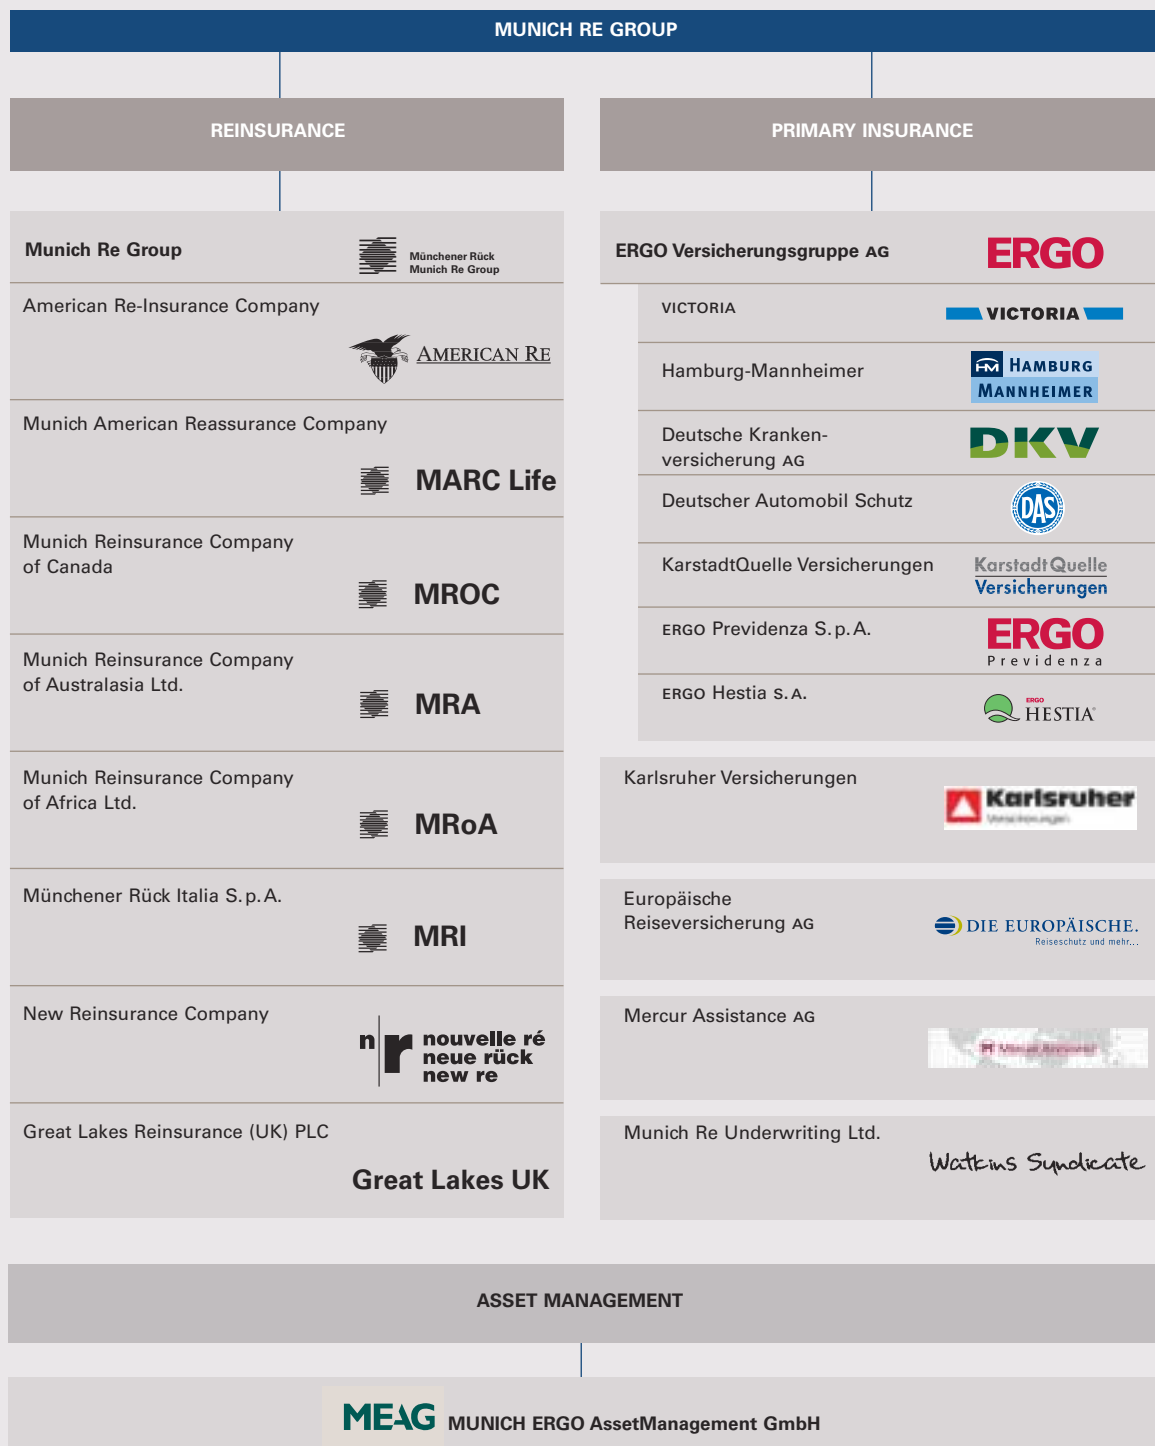 MUNICH RE GROUP
REINSURANCE
Munich Re Group
Münchener Rück
Munich Re Group
American Re-Insurance Company
AMERICAN RE
Munich American Reassurance Company
MARC Life
Munich Reinsurance Company
of Canada
MROC
Munich Reinsurance Company
of Australasia Ltd.
MRA
Munich Reinsurance Company
of Africa Ltd.
MRoA
Münchener Rück Italia S.p.A.
MRI
New Reinsurance Company
n r
nouvelle ré
neue rück
new re
Great Lakes Reinsurance (UK) PLC
Great Lakes UK
PRIMARY INSURANCE
ERGO Versicherungsgruppe AG
ERGO
VICTORIA
VICTORIA
Hamburg-Mannheimer
HM HAMBURG
MANNHEIMER
Deutsche Kranken-
versicherung AG
DKV
Deutscher Automobil Schutz
DAS
KarstadtQuelle Versicherungen
KarstadtQuelle
Versicherungen
ERGO Previdenza S.p.A.
ERGO
Previdenza
ERGO Hestia S.A.
ERGO
HESTIA®
Karlsruher Versicherungen
Karlsruher
Versicherungen
Europäische
Reiseversicherung AG
DIE EUROPÄISCHE.
Reiseschutz und mehr...
Mercur Assistance AG
Munich Re Underwriting Ltd.
Watkins Syndicate
ASSET MANAGEMENT
MEAG MUNICH ERGO AssetManagement GmbH